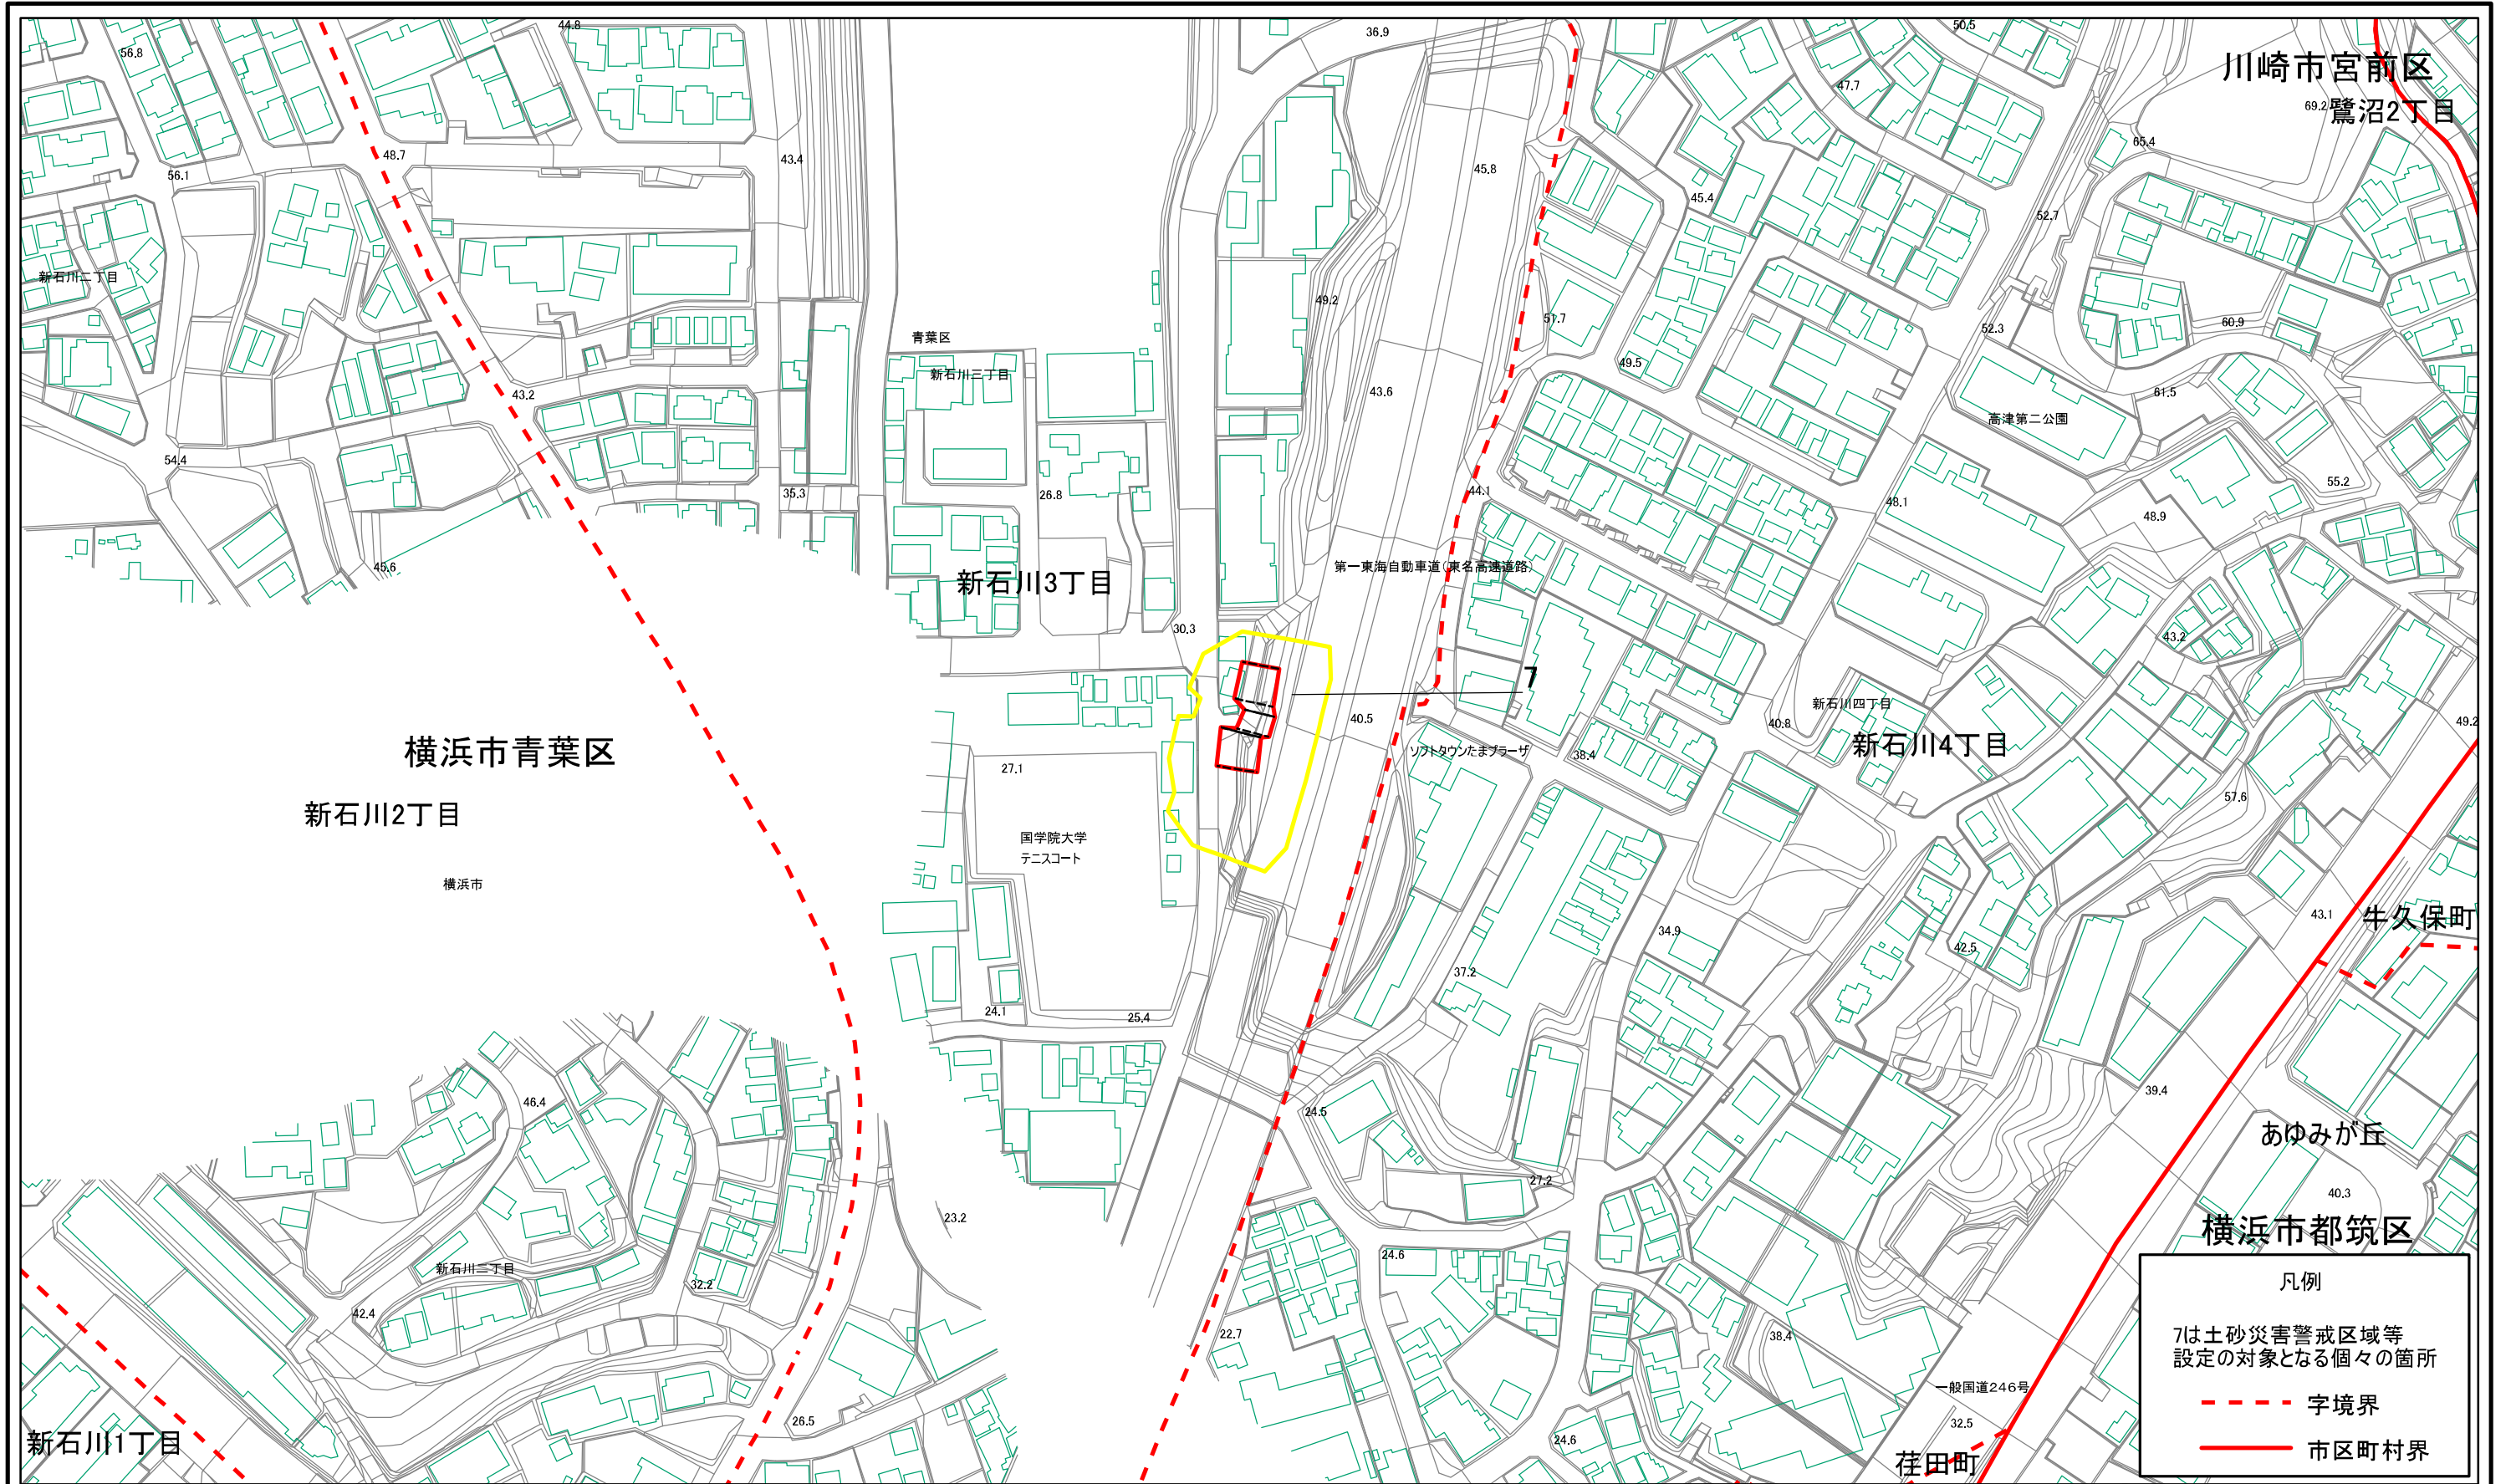 44.8
36.9
50.5
56.8
川崎市宮前区
47.7
69.2
鷺沼2丁目
65.4
48.7
43.4
45.8
56.1
45.4
52.7
新石川二丁目
49.2
51.7
60.9
52.3
青葉区
新石川三丁目
49.5
43.6
43.2
61.5
高津第二公園
54.4
55.2
44.1
35.3
26.8
48.1
48.9
45.6
第一東海自動車道(東名高速道路)
新石川3丁目
30.3
43.2
7
新石川四丁目
40.5
40.8
49.2
横浜市青葉区
ソフトタウンたまプラーザ
38.4
新石川4丁目
27.1
57.6
新石川2丁目
国学院大学
テニスコート
横浜市
43.1
牛久保町
34.9
42.5
37.2
24.1
25.4
39.4
46.4
24.5
あゆみが丘
27.2
40.3
23.2
横浜市都筑区
24.6
新石川二丁目
32.2
42.4
22.7
38.4
26.5
一般国道246号
32.5
新石川1丁目
24.6
荏田町
凡例
7は土砂災害警戒区域等
設定の対象となる個々の箇所
字境界
市区町村界